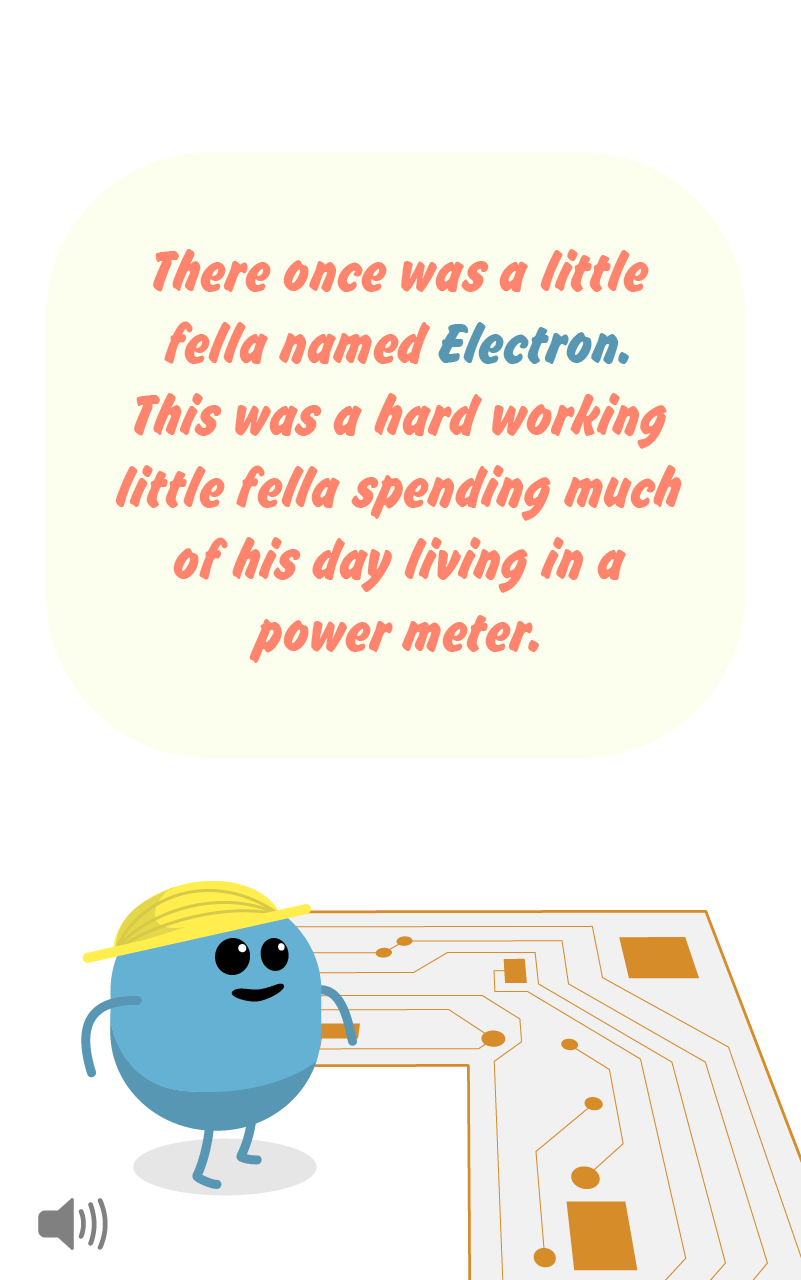 There once was a little
fella named Electron.
This was a hard working
little fella spending much
of his day living in a
power meter.